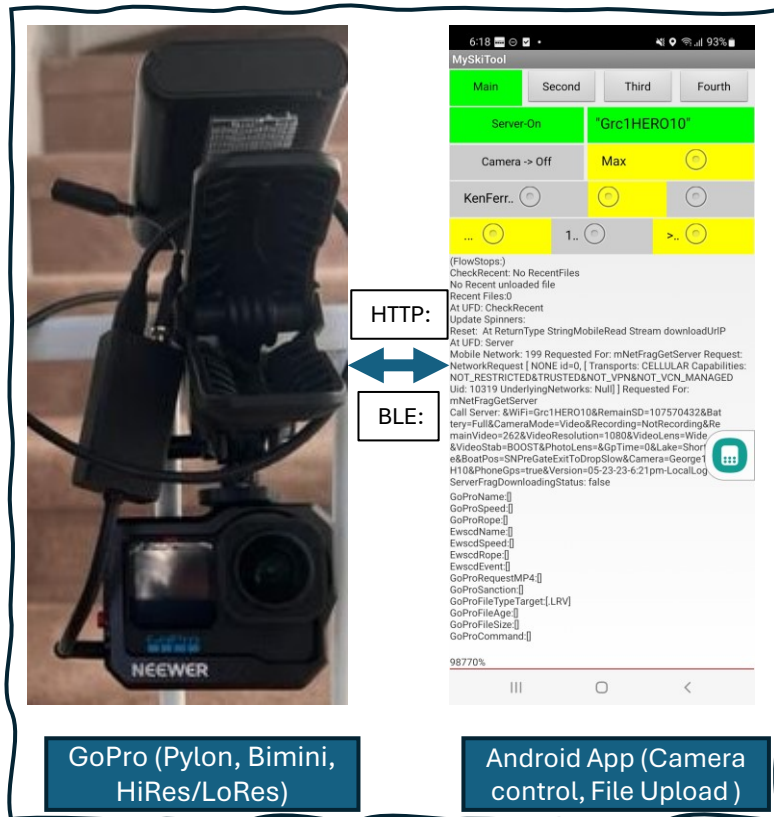 6:18
93%
MySkiTool
Main
Second
Third
Fourth
Server-On
"Grc1HERO10"
Camera -> Off
Max
KenFerr..
...
1..
>..
(FlowStops:)
CheckRecent: No RecentFiles
No Recent unloaded file
Recent Files:0
At UFD: CheckRecent
Update Spinners:
Reset: At ReturnType StringMobileRead Stream downloadUrlP
At UFD: Server
Mobile Network: 199 Requested For: mNetFragGetServer Request:
NetworkRequest [ NONE id=0, [ Transports: CELLULAR Capabilities:
NOT_RESTRICTED&TRUSTED&NOT_VPN&NOT_VCN_MANAGED
Uid: 10319 UnderlyingNetworks: Null] ] Requested For:
mNetFragGetServer
Call Server: &WiFi=Grc1HERO10&RemainSD=107570432&Bat
tery=Full&CameraMode=Video&Recording=NotRecording&Re
mainVideo=262&VideoResolution=1080&VideoLens=Wide
&VideoStab=BOOST&PhotoLens=&GpTime=0&Lake=Short
e&BoatPos=SNPreGateExitToDropSlow&Camera=George1
H10&PhoneGps=true&Version=05-23-23-6:21pm-LocalLog
ServerFragDownloadingStatus: false
GoProName:[]
GoProSpeed:[]
GoProRope:[]
EwscdName:[]
EwscdSpeed:[]
EwscdRope:[]
EwscdEvent:[]
GoProRequestMP4:[]
GoProSanction:[]
GoProFileTypeTarget:[.LRV]
GoProFileAge:[]
GoProFileSize:[]
GoProCommand:[]
98770%
HTTP:
BLE:
GoPro
NEEWER
GoPro (Pylon, Bimini,
HiRes/LoRes)
Android App (Camera
control, File Upload )